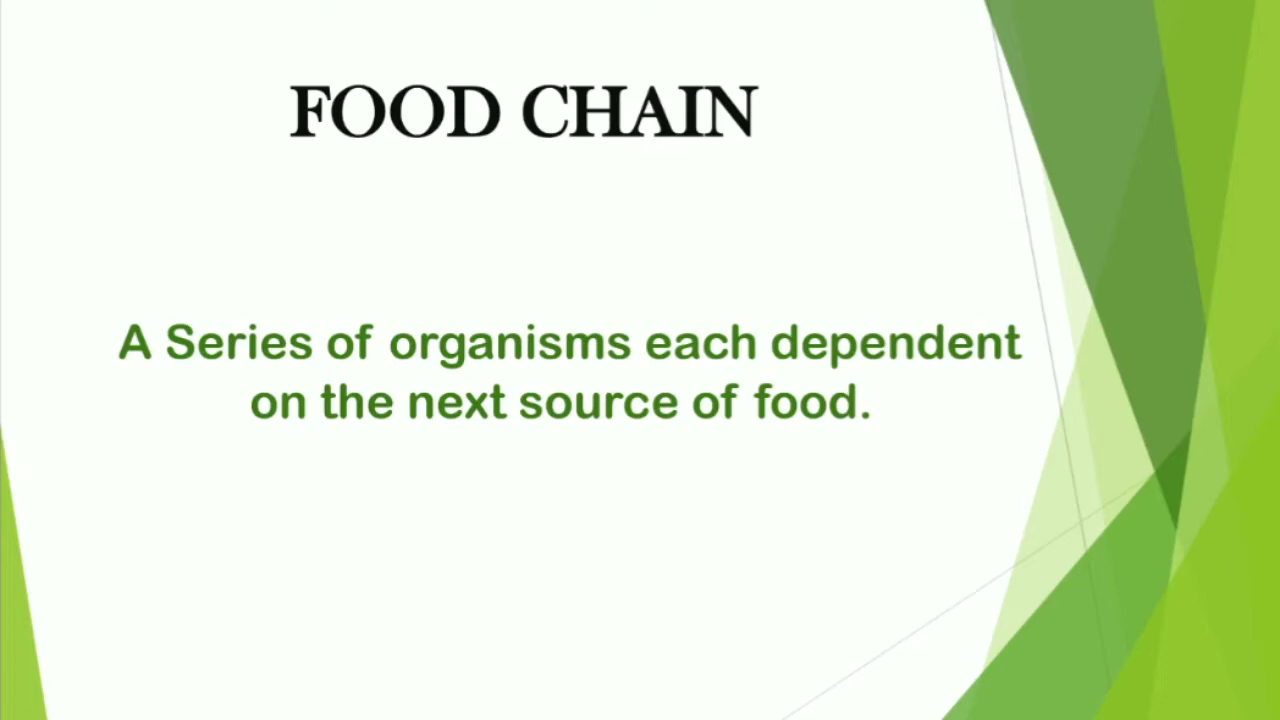 FOOD CHAIN
A Series of organisms each dependent
on the next source of food.